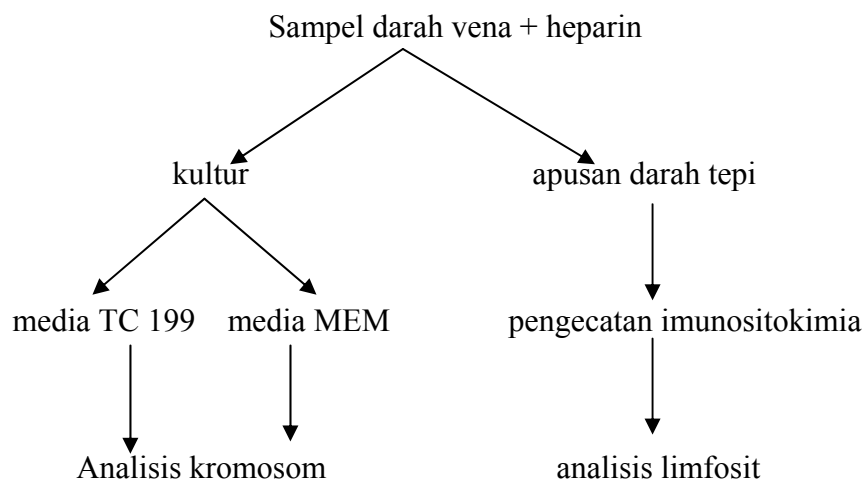 Sampel darah vena + heparin
kultur
apusan darah tepi
media TC 199
media MEM
pengecatan imunositokimia
Analisis kromosom
analisis limfosit